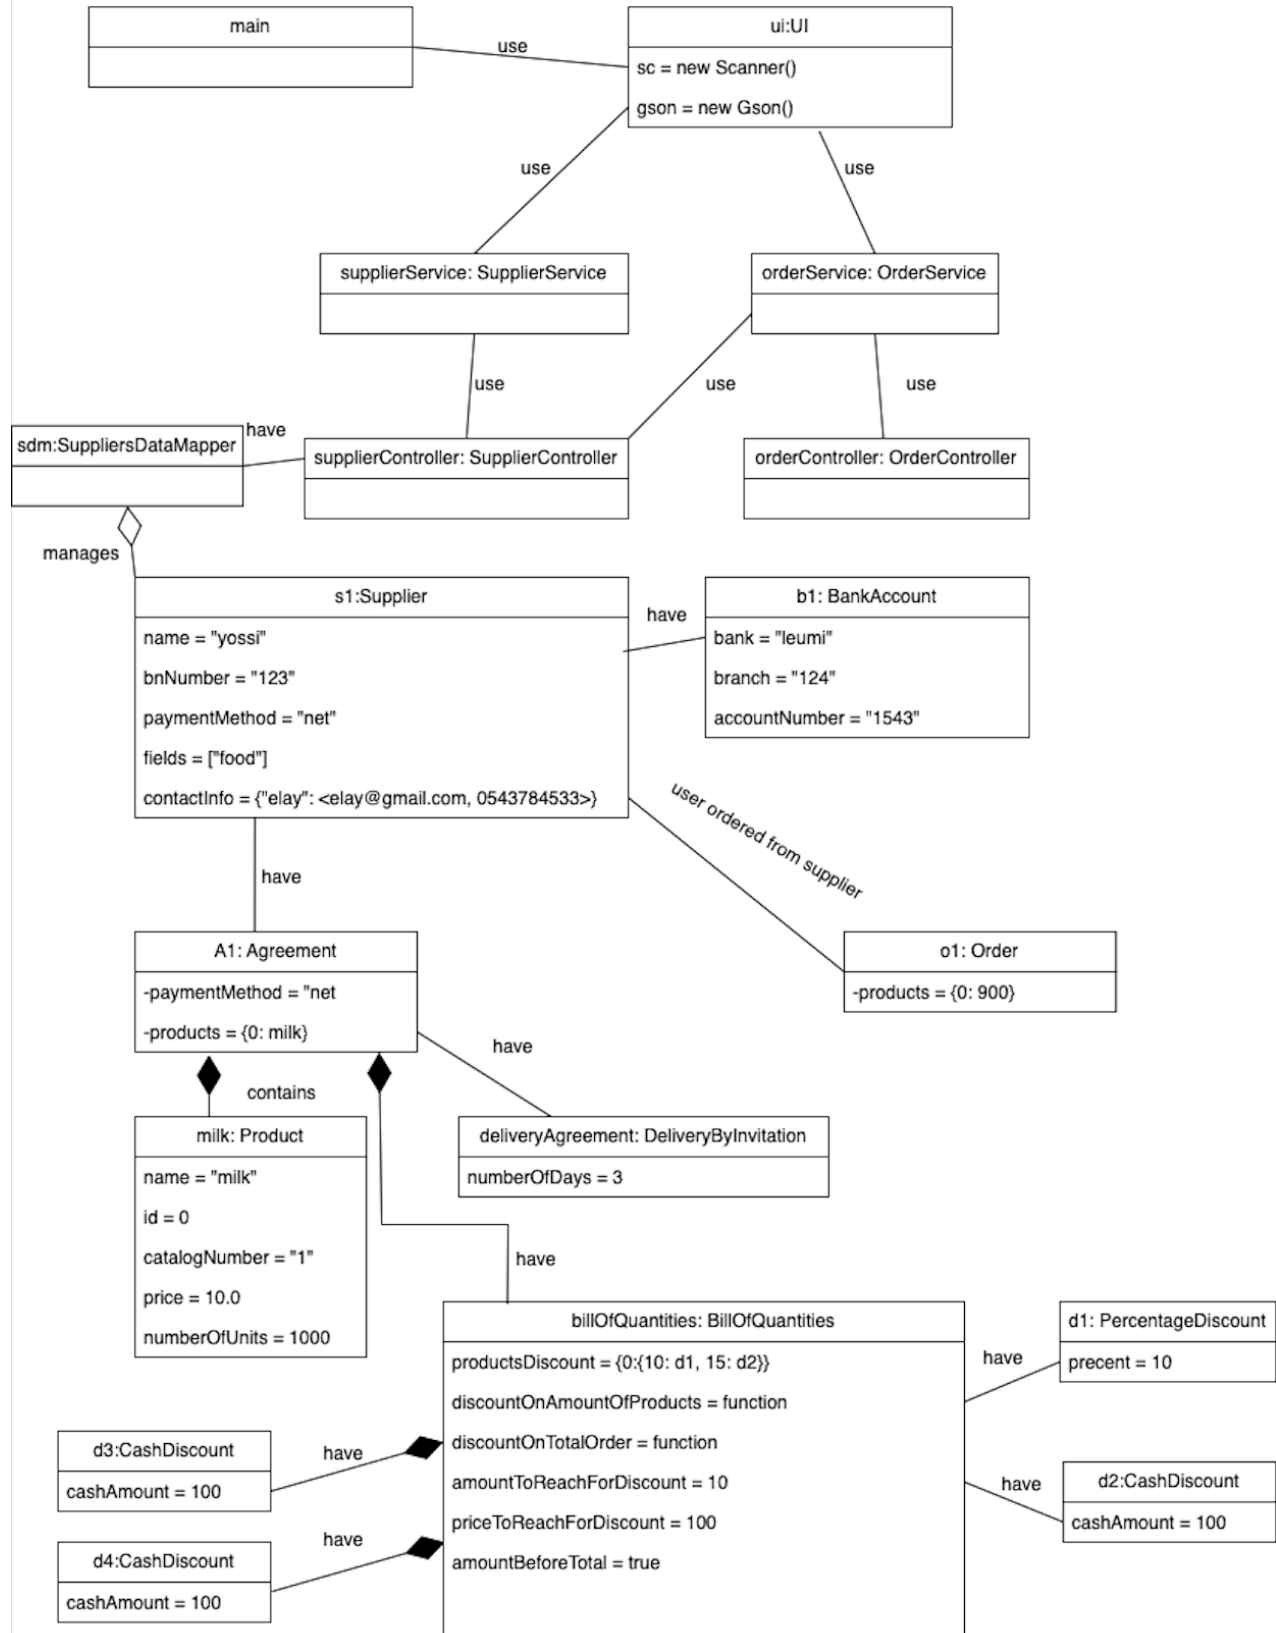 main
ui:UI
use
sc = new Scanner()
gson = new Gson()
use
use
supplierService: SupplierService
orderService: OrderService
use
use
use
sdm:SuppliersDataMapper
have
supplierController: SupplierController
orderController: OrderController
manages
s1:Supplier
name = "yossi"
bnNumber = "123"
paymentMethod = "net"
fields = ["food"]
contactInfo = {"elay": <elay@gmail.com, 0543784533>}
have
b1: BankAccount
bank = "leumi"
branch = "124"
accountNumber = "1543"
user ordered from supplier
have
A1: Agreement
-paymentMethod = "net
-products = {0: milk}
o1: Order
-products = {0: 900}
have
contains
milk: Product
name = "milk"
id = 0
catalogNumber = "1"
price = 10.0
numberOfUnits = 1000
deliveryAgreement: DeliveryByInvitation
numberOfDays = 3
have
billOfQuantities: BillOfQuantities
productsDiscount = {0:{10: d1, 15: d2}}
discountOnAmountOfProducts = function
discountOnTotalOrder = function
amountToReachForDiscount = 10
priceToReachForDiscount = 100
amountBeforeTotal = true
have
d1: PercentageDiscount
precent = 10
have
d2:CashDiscount
cashAmount = 100
d3:CashDiscount
cashAmount = 100
have
d4:CashDiscount
cashAmount = 100
have